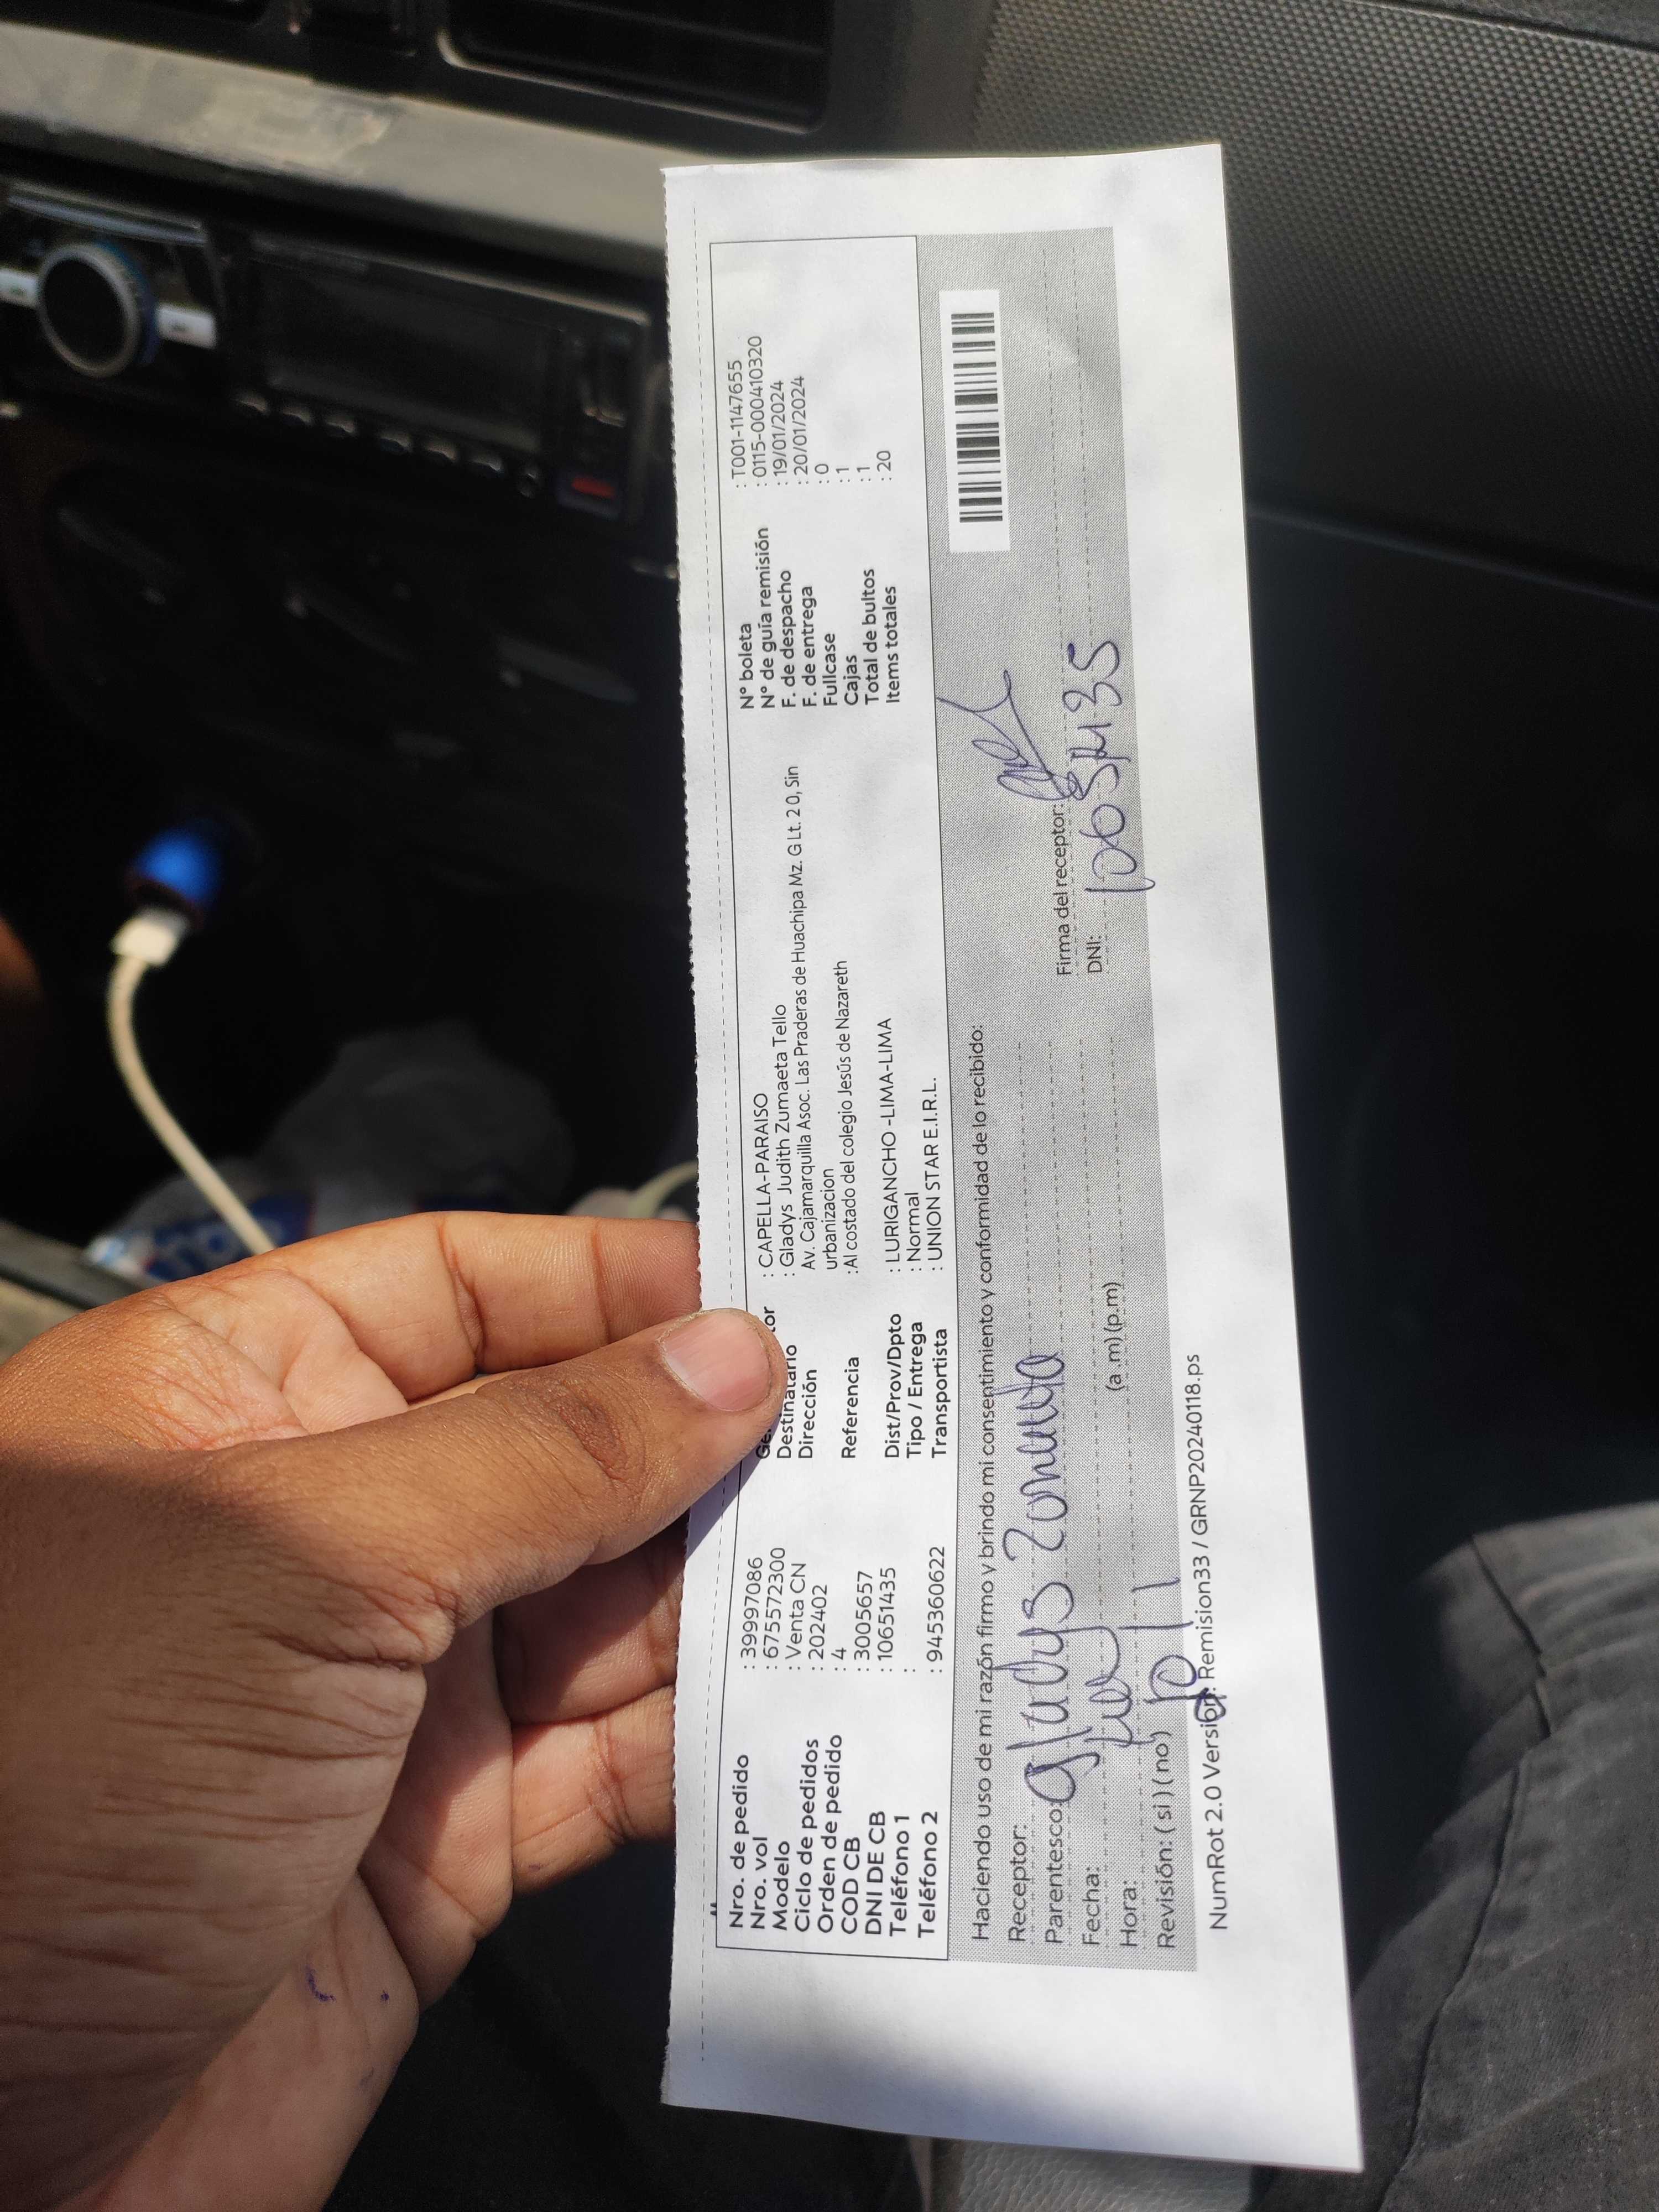 Nro. de pedido : 39997086
Nro. vol : 675572300
Modelo : Venta CN
Ciclo de pedidos : 202402
Orden de pedido : 4
COD CB : 3005657
DNI DE CB : 10651435
Teléfono 1 :
Teléfono 2 : 945360622
: CAPELLA-PARAISO
Destinatario : Gladys Judith Zumaeta Tello
Dirección Av. Cajamarquilla Asoc. Las Praderas de Huachipa Mz. G Lt. 2 0, Sin
urbanizacion
Referencia :Al costado del colegio Jesús de Nazareth
Dist/Prov/Dpto : LURIGANCHO -LIMA-LIMA
Tipo / Entrega : Normal
Transportista : UNION STAR E.I.R.L.
N° boleta : T001-1147655
N° de guía remisión : 0115-000410320
F. de despacho : 19/01/2024
F. de entrega : 20/01/2024
Fullcase : 0
Cajas : 1
Total de bultos : 1
Items totales : 20
Haciendo uso de mi razón firmo y brindo mi consentimiento y conformidad de lo recibido:
Receptor:
Parentesco: gladys
Fecha:
Hora: (a.m) (p.m)
Revisión: ( si ) ( no )
Firma del receptor:
DNI:
NumRot 2.0 Version: Remision33 / GRNP20240118.ps